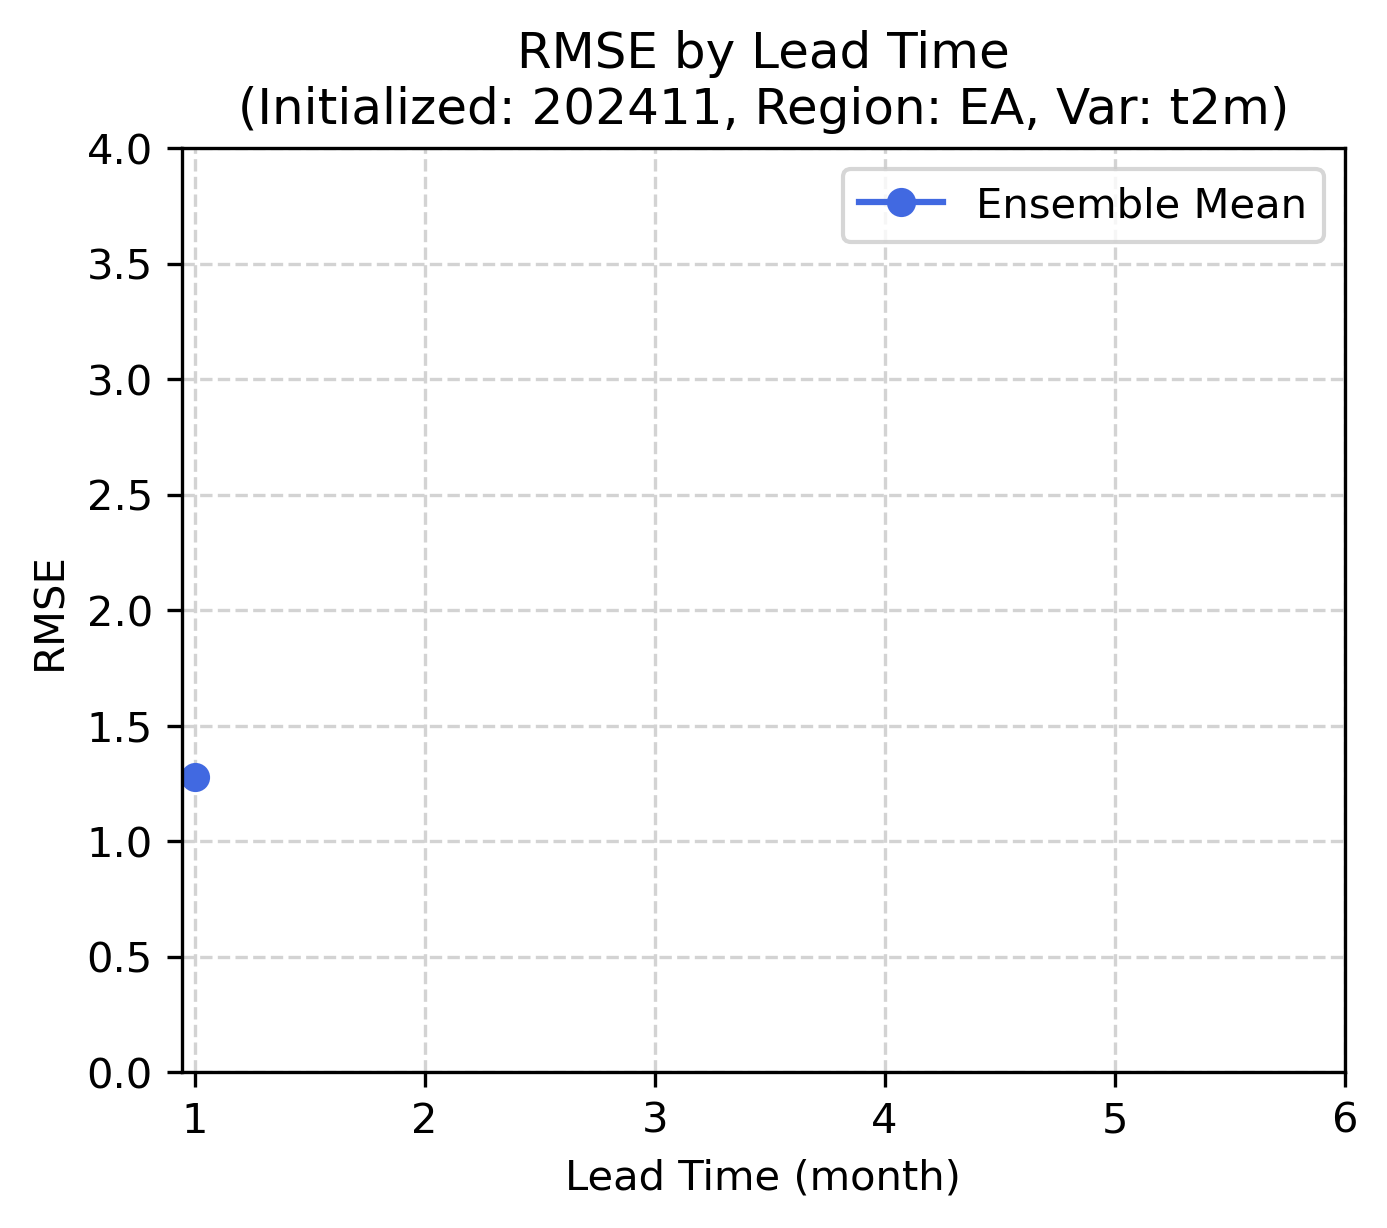 RMSE by Lead Time
(Initialized: 202411, Region: EA, Var: t2m)
Ensemble Mean
4.0
3.5
3.0
2.5
2.0
1.5
1.0
0.5
0.0
RMSE
1 2 3 4 5 6
Lead Time (month)